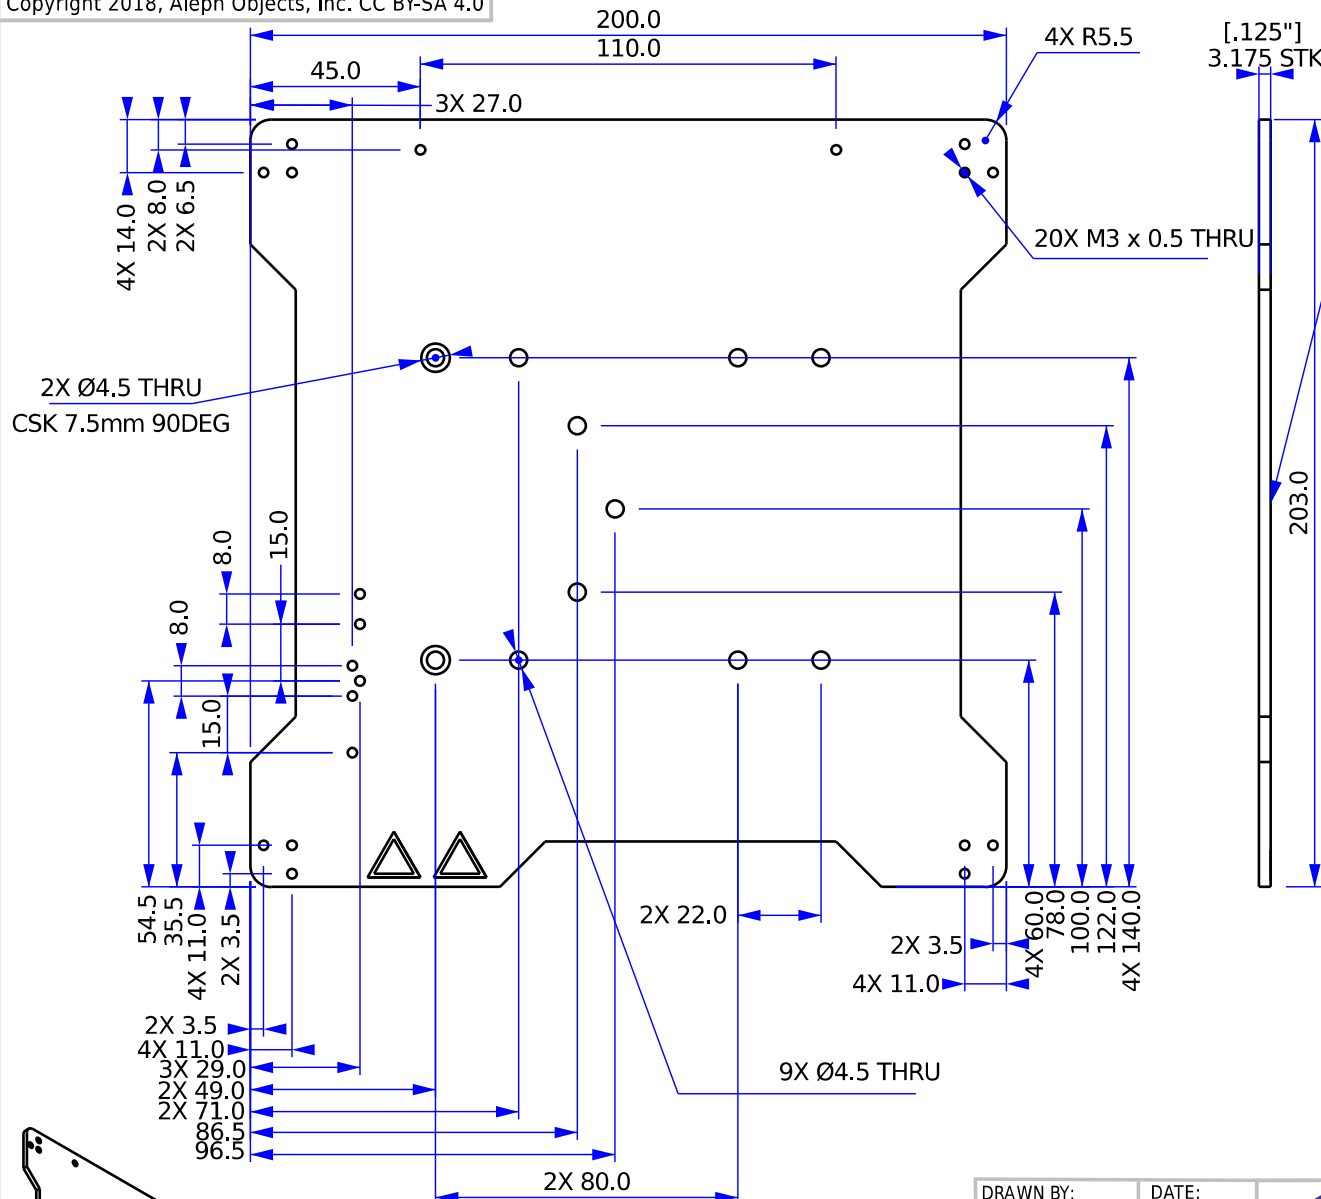 Copyright 2018, Aleph Objects, Inc. CC BY-SA 4.0
200.0
[.125"]
4X R5.5
110.0
3.175 STK
45.0
3X 27.0
4X 14.0
2X 8.0
2X 6.5
20X M3 x 0.5 THRU
2X Ø4.5 THRU
CSK 7.5mm 90DEG
203.0
8.0
15.0
8.0
15.0
54.5
35.5
4X 11.0
2X 3.5
2X 22.0
2X 3.5
4X 11.0
4X 60.0
78.0
100.0
122.0
4X 140.0
2X 3.5
4X 11.0
3X 29.0
2X 49.0
2X 71.0
86.5
96.5
9X Ø4.5 THRU
2X 80.0
DRAWN BY:
DATE: